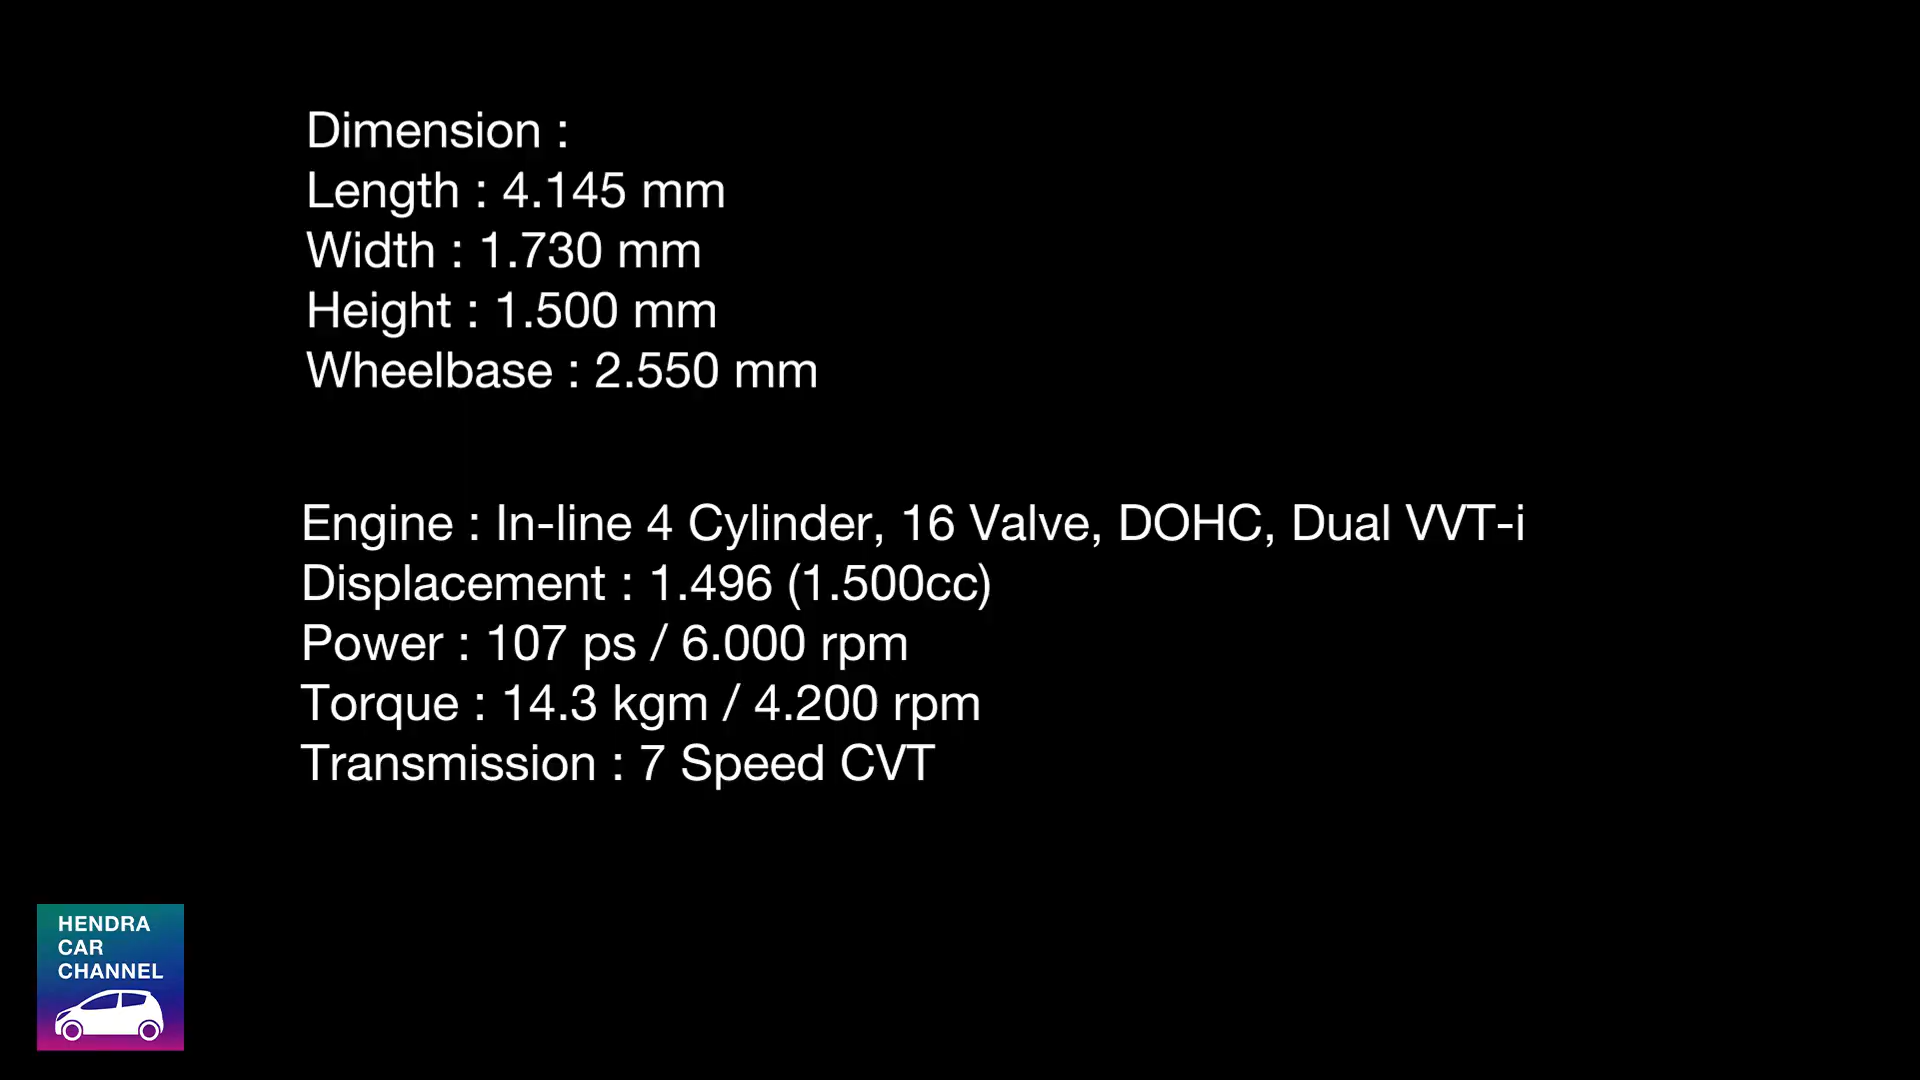 Dimension :
Length : 4.145 mm
Width : 1.730 mm
Height : 1.500 mm
Wheelbase : 2.550 mm
Engine : In-line 4 Cylinder, 16 Valve, DOHC, Dual VVT-i
Displacement : 1.496 (1.500cc)
Power : 107 ps / 6.000 rpm
Torque : 14.3 kgm / 4.200 rpm
Transmission : 7 Speed CVT
HENDRA
CAR
CHANNEL